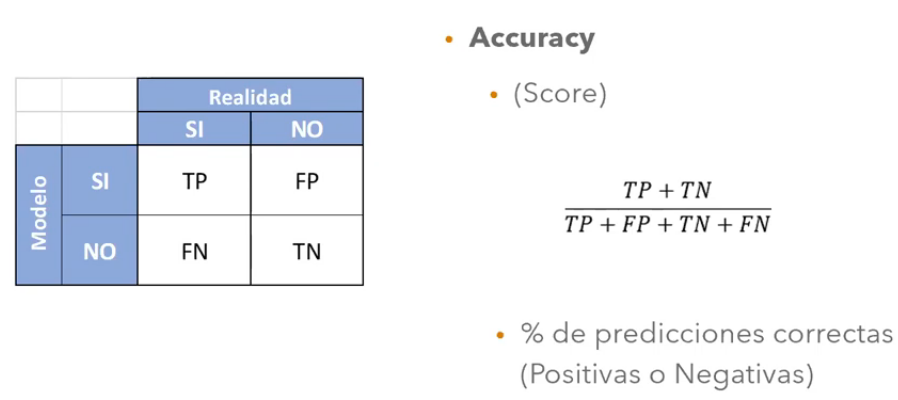 Realidad
SI NO
Modelo
SI TP FP
NO FN TN
• Accuracy
• (Score)
TP + TN
TP + FP + TN + FN
• % de predicciones correctas
(Positivas o Negativas)